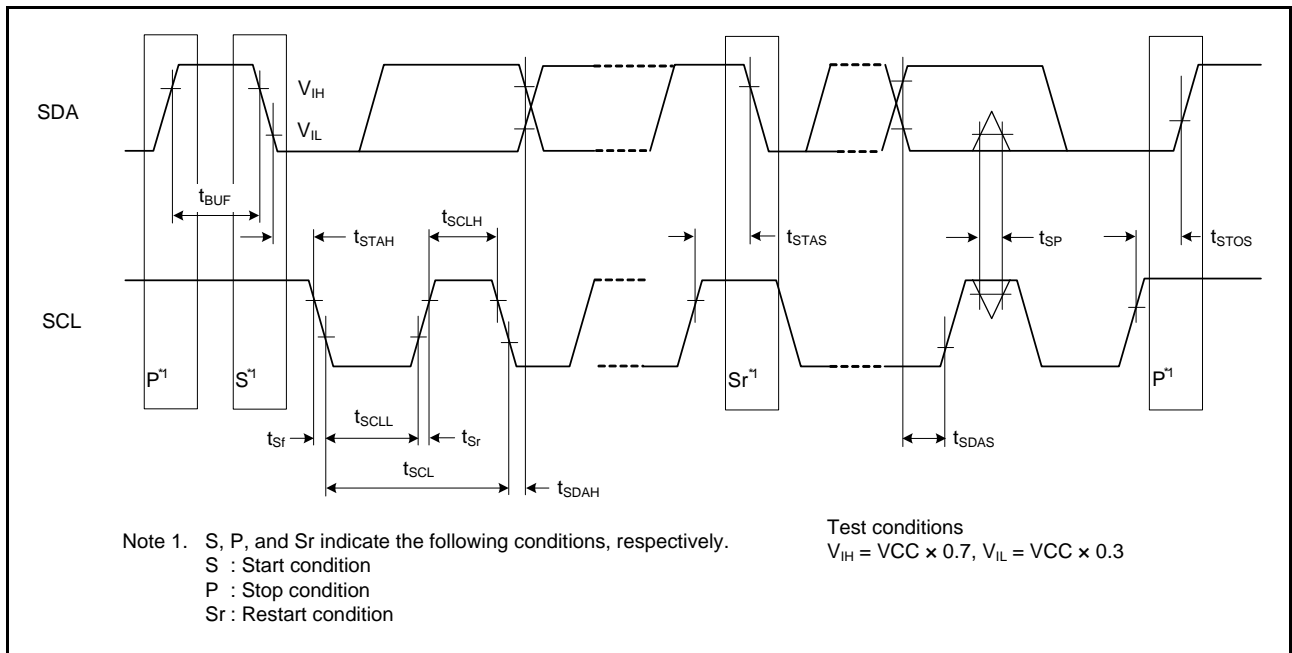 SDA
V_IH
V_IL
t_BUF
t_STAH
t_SCLH
t_STAS
t_SP
t_STOS
SCL
P*1
S*1
Sr*1
P*1
t_Sf
t_SCLL
t_Sr
t_SDAS
t_SCL
t_SDAH
Note 1. S, P, and Sr indicate the following conditions, respectively.
S : Start condition
P : Stop condition
Sr : Restart condition
Test conditions
V_IH = VCC × 0.7, V_IL = VCC × 0.3